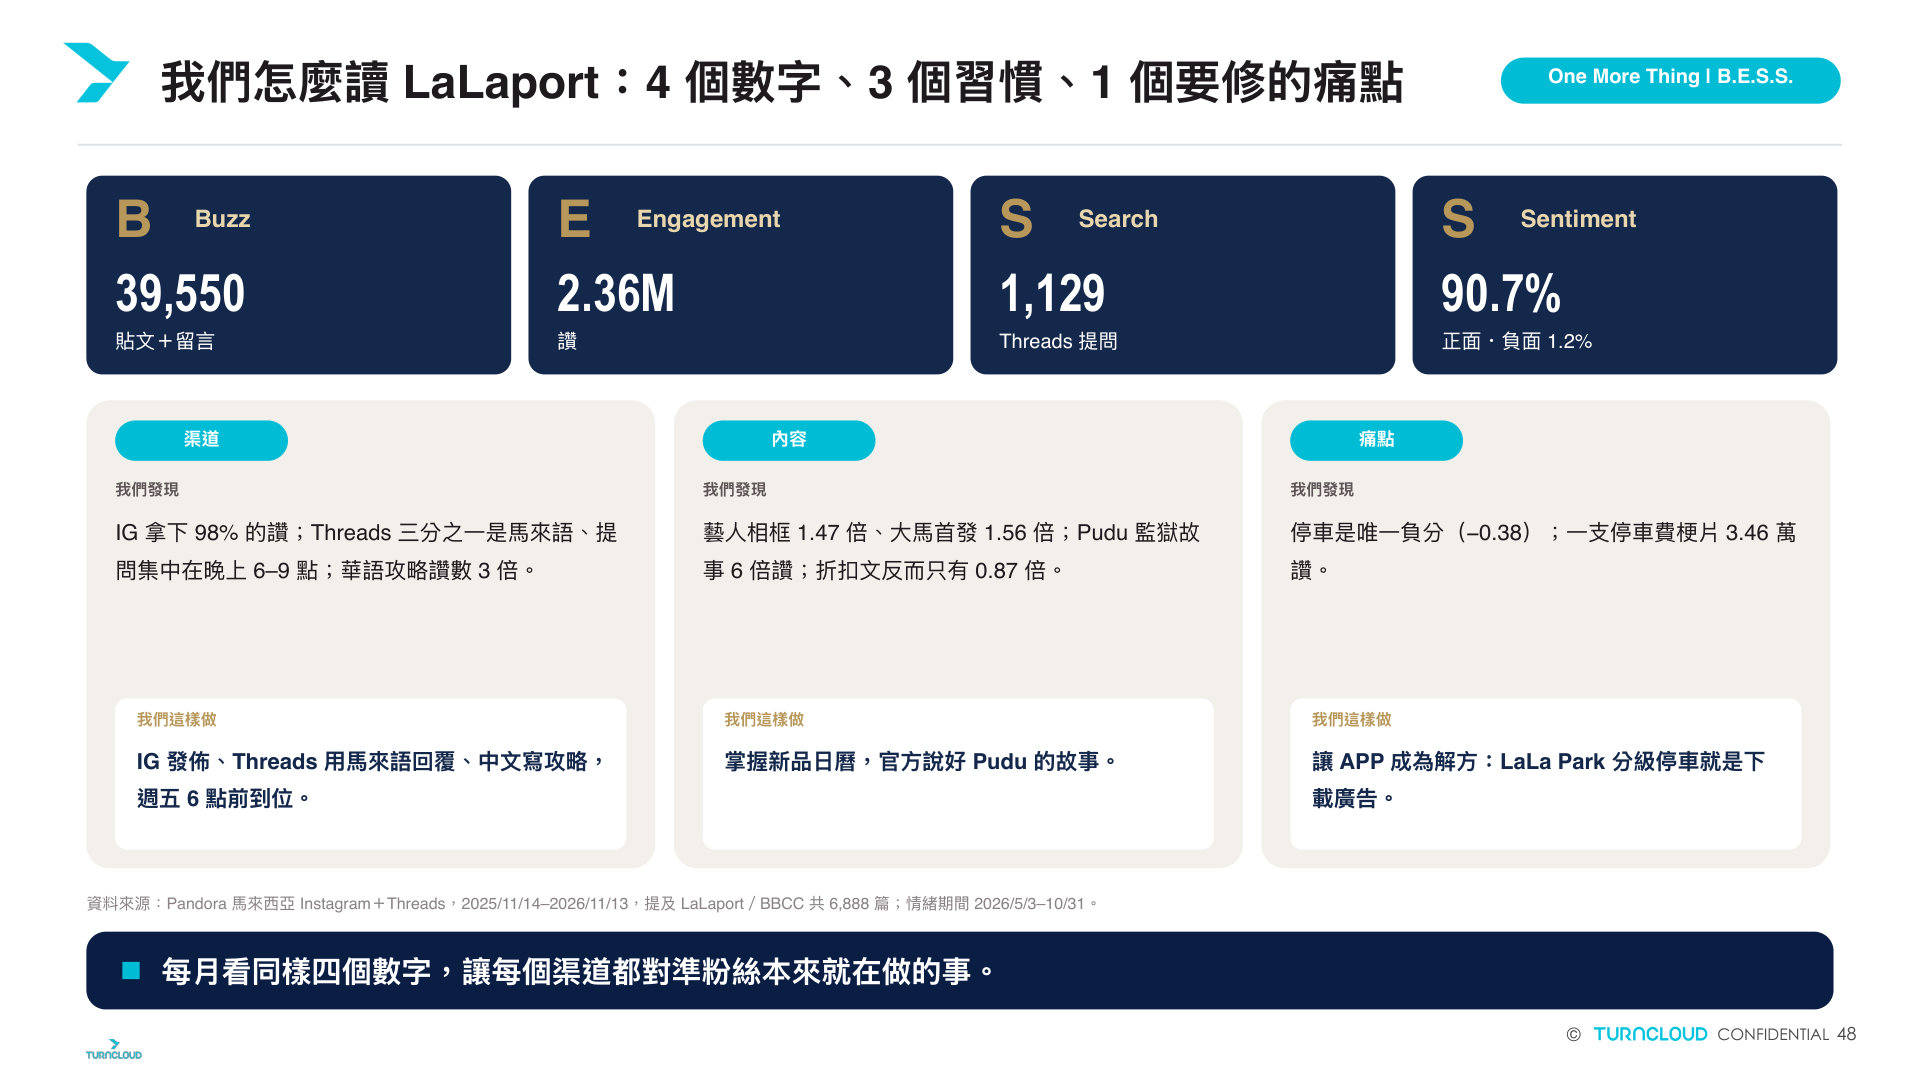 我們怎麼讀 LaLaport：4 個數字、3 個習慣、1 個要修的痛點
One More Thing | B.E.S.S.
B Buzz
39,550
貼文＋留言
E Engagement
2.36M
讚
S Search
1,129
Threads 提問
S Sentiment
90.7%
正面．負面 1.2%
渠道
我們發現
IG 拿下 98% 的讚；Threads 三分之一是馬來語、提
問集中在晚上 6–9 點；華語攻略讚數 3 倍。
我們這樣做
IG 發佈、Threads 用馬來語回覆、中文寫攻略，
週五 6 點前到位。
內容
我們發現
藝人相框 1.47 倍、大馬首發 1.56 倍；Pudu 監獄故
事 6 倍讚；折扣文反而只有 0.87 倍。
我們這樣做
掌握新品日曆，官方說好 Pudu 的故事。
痛點
我們發現
停車是唯一負分（–0.38）；一支停車費梗片 3.46 萬
讚。
我們這樣做
讓 APP 成為解方：LaLa Park 分級停車就是下
載廣告。
資料來源：Pandora 馬來西亞 Instagram＋Threads，2025/11/14–2026/11/13，提及 LaLaport／BBCC 共 6,888 篇；情緒期間 2026/5/3–10/31。
每月看同樣四個數字，讓每個渠道都對準粉絲本來就在做的事。
TURNCLOUD
© TURNCLOUD CONFIDENTIAL 48